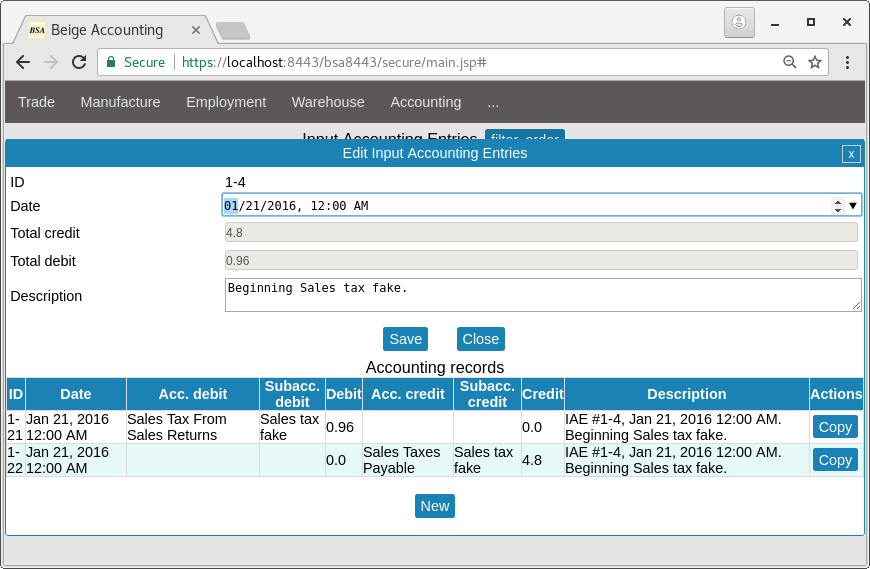 BSA Beige Accounting
Secure https://localhost:8443/bsa8443/secure/main.jsp#
Trade Manufacture Employment Warehouse Accounting ...
Input Accounting Entries filter, order
Edit Input Accounting Entries x
ID 1-4
Date 01/21/2016, 12:00 AM
Total credit 4.8
Total debit 0.96
Description Beginning Sales tax fake.
Save Close
Accounting records
ID Date Acc. debit Subacc. debit Debit Acc. credit Subacc. credit Credit Description Actions
1-21 Jan 21, 2016 12:00 AM Sales Tax From Sales Returns Sales tax fake 0.96 0.0 IAE #1-4, Jan 21, 2016 12:00 AM. Beginning Sales tax fake. Copy
1-22 Jan 21, 2016 12:00 AM 0.0 Sales Taxes Payable Sales tax fake 4.8 IAE #1-4, Jan 21, 2016 12:00 AM. Beginning Sales tax fake. Copy
New